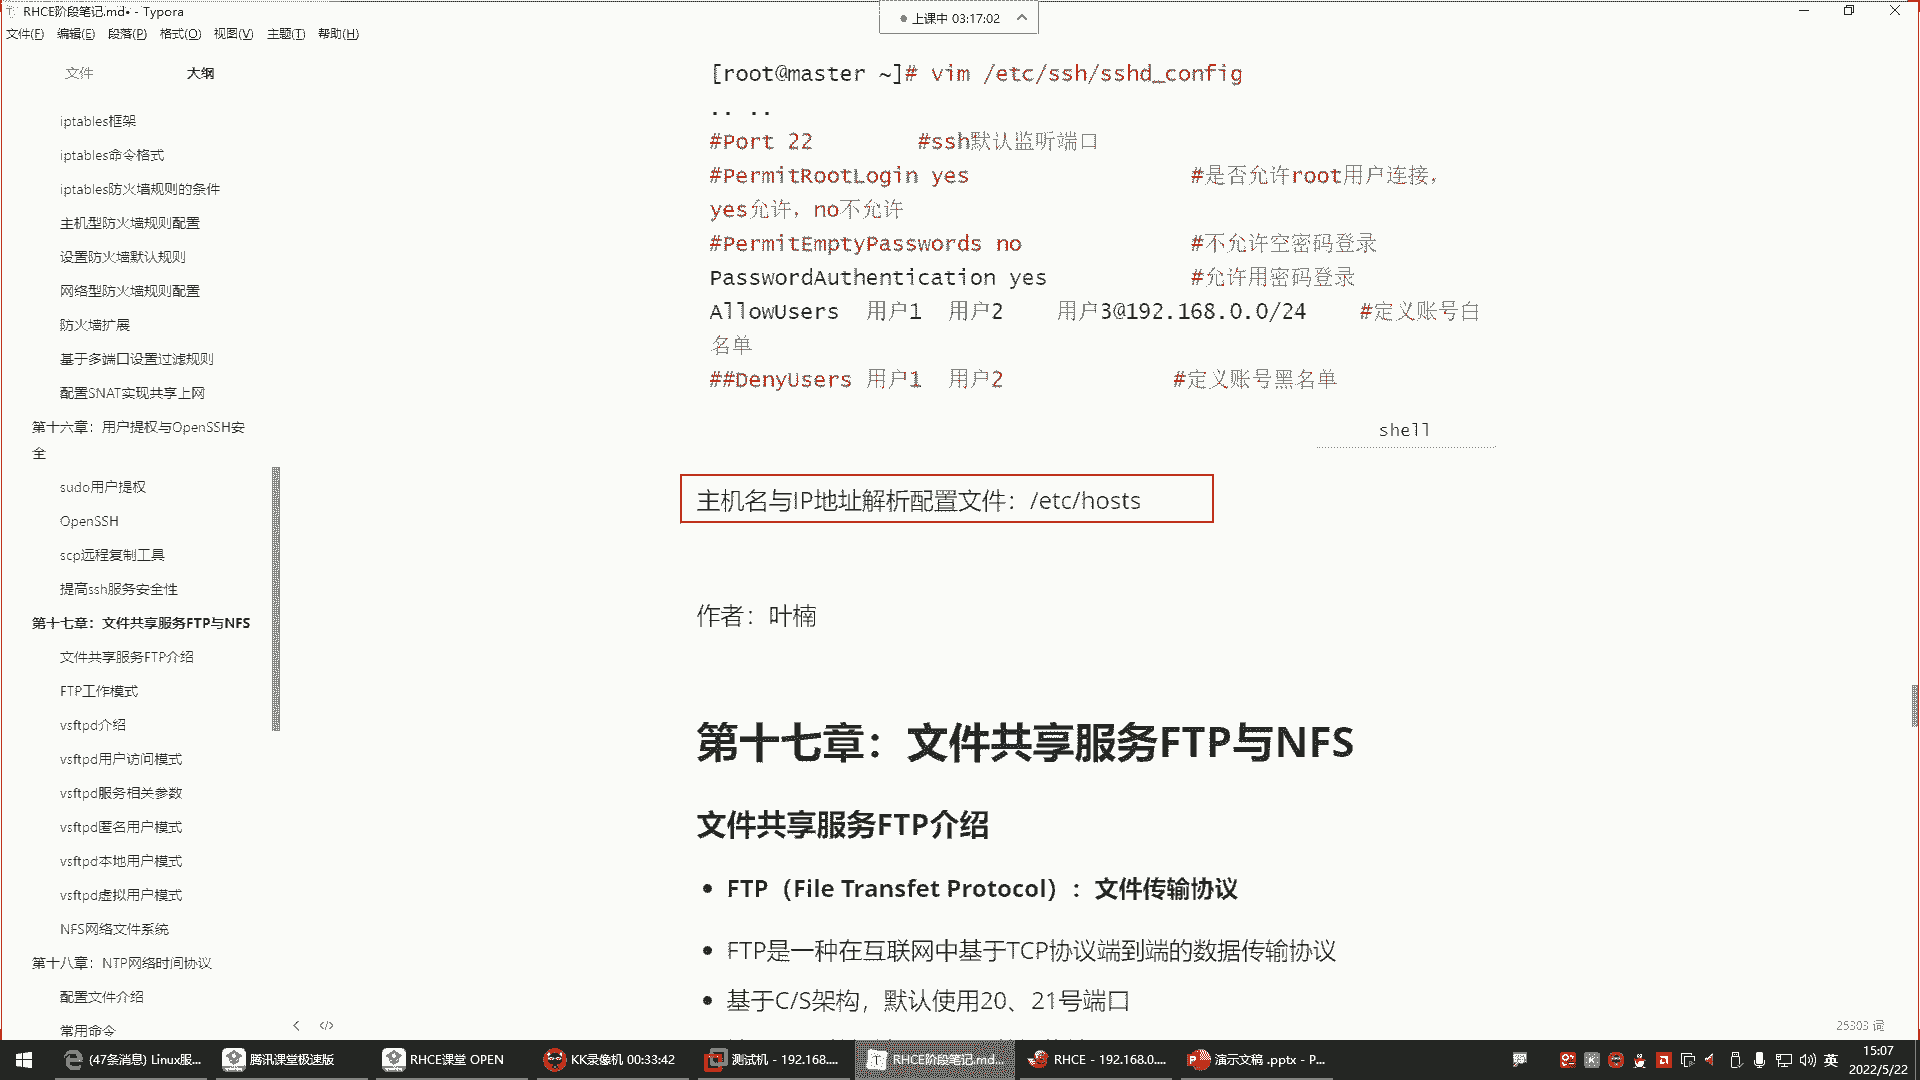 RHCE阶段笔记.md• - Typora
上课中 03:17:02
文件(F) 编辑(E) 段落(P) 格式(O) 视图(V) 主题(T) 帮助(H)
文件 大纲
iptables框架
iptables命令格式
iptables防火墙规则的条件
主机型防火墙规则配置
设置防火墙默认规则
网络型防火墙规则配置
防火墙扩展
基于多端口设置过滤规则
配置SNAT实现共享上网
第十六章：用户提权与OpenSSH安
全
sudo用户提权
OpenSSH
scp远程复制工具
提高ssh服务安全性
第十七章：文件共享服务FTP与NFS
文件共享服务FTP介绍
FTP工作模式
vsftpd介绍
vsftpd用户访问模式
vsftpd服务相关参数
vsftpd匿名用户模式
vsftpd本地用户模式
vsftpd虚拟用户模式
NFS网络文件系统
第十八章：NTP网络时间协议
配置文件介绍
常用命令
[root@master ~]# vim /etc/ssh/sshd_config
.. ..
#Port 22 #ssh默认监听端口
#PermitRootLogin yes #是否允许root用户连接，
yes允许，no不允许
#PermitEmptyPasswords no #不允许空密码登录
PasswordAuthentication yes #允许用密码登录
AllowUsers 用户1 用户2 用户3@192.168.0.0/24 #定义账号白
名单
##DenyUsers 用户1 用户2 #定义账号黑名单
shell
主机名与IP地址解析配置文件：/etc/hosts
作者：叶楠
第十七章：文件共享服务FTP与NFS
文件共享服务FTP介绍
• FTP（File Transfet Protocol）：文件传输协议
• FTP是一种在互联网中基于TCP协议端到端的数据传输协议
• 基于C/S架构，默认使用20、21号端口
25303 词
(47条消息) Linux服...
腾讯课堂极速版
RHCE课堂 OPEN
KK录像机 00:33:42
测试机 - 192.168....
RHCE阶段笔记.md...
RHCE - 192.168.0....
演示文稿 .pptx - P...
英
15:07
2022/5/22